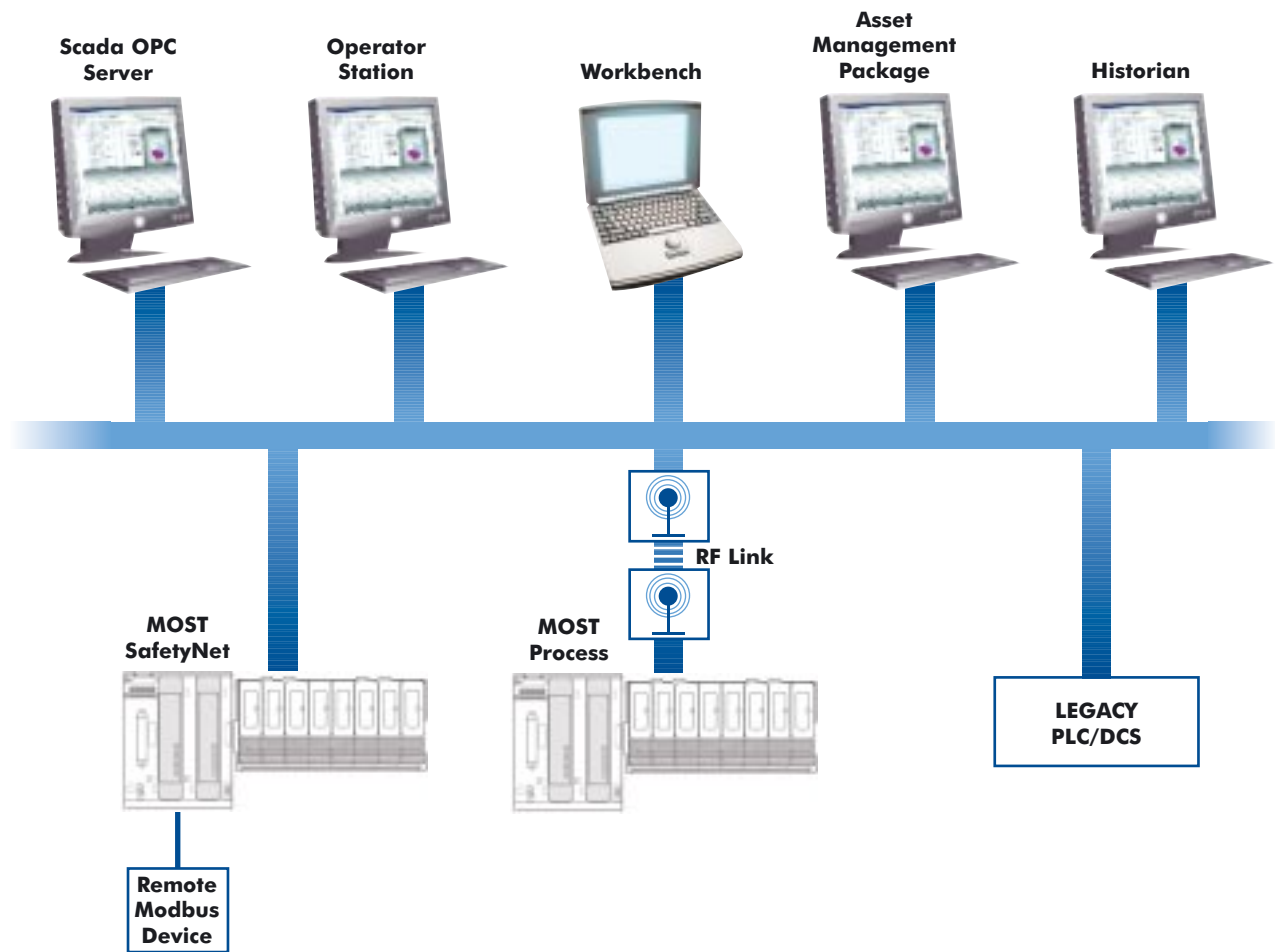 Scada OPC
Server
Operator
Station
Workbench
Asset
Management
Package
Historian
RF Link
MOST
SafetyNet
MOST
Process
LEGACY
PLC/DCS
Remote
Modbus
Device